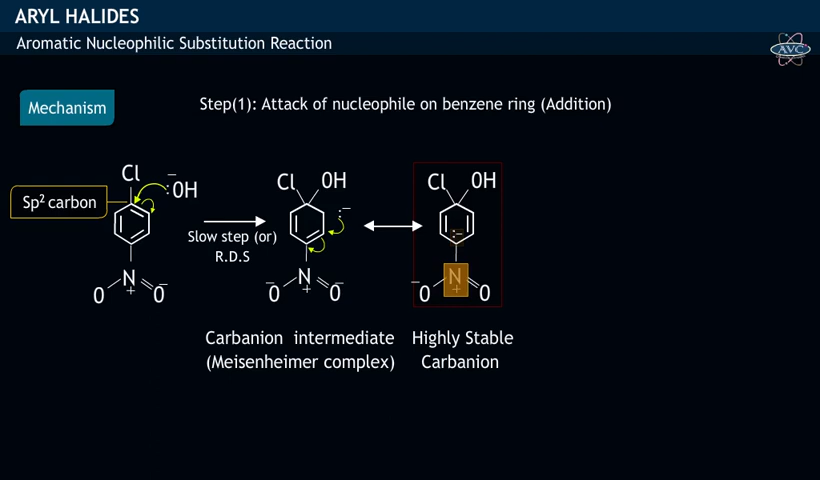 ARYL HALIDES
Aromatic Nucleophilic Substitution Reaction
AVC
Mechanism
Step(1): Attack of nucleophile on benzene ring (Addition)
Cl
:OH
−
Sp² carbon
N
+
O
O
−
Slow step (or)
R.D.S
Cl OH
:−
N
+
−
O
−
O
Cl OH
:−
N
+
−
O
O
Carbanion intermediate
(Meisenheimer complex)
Highly Stable
Carbanion